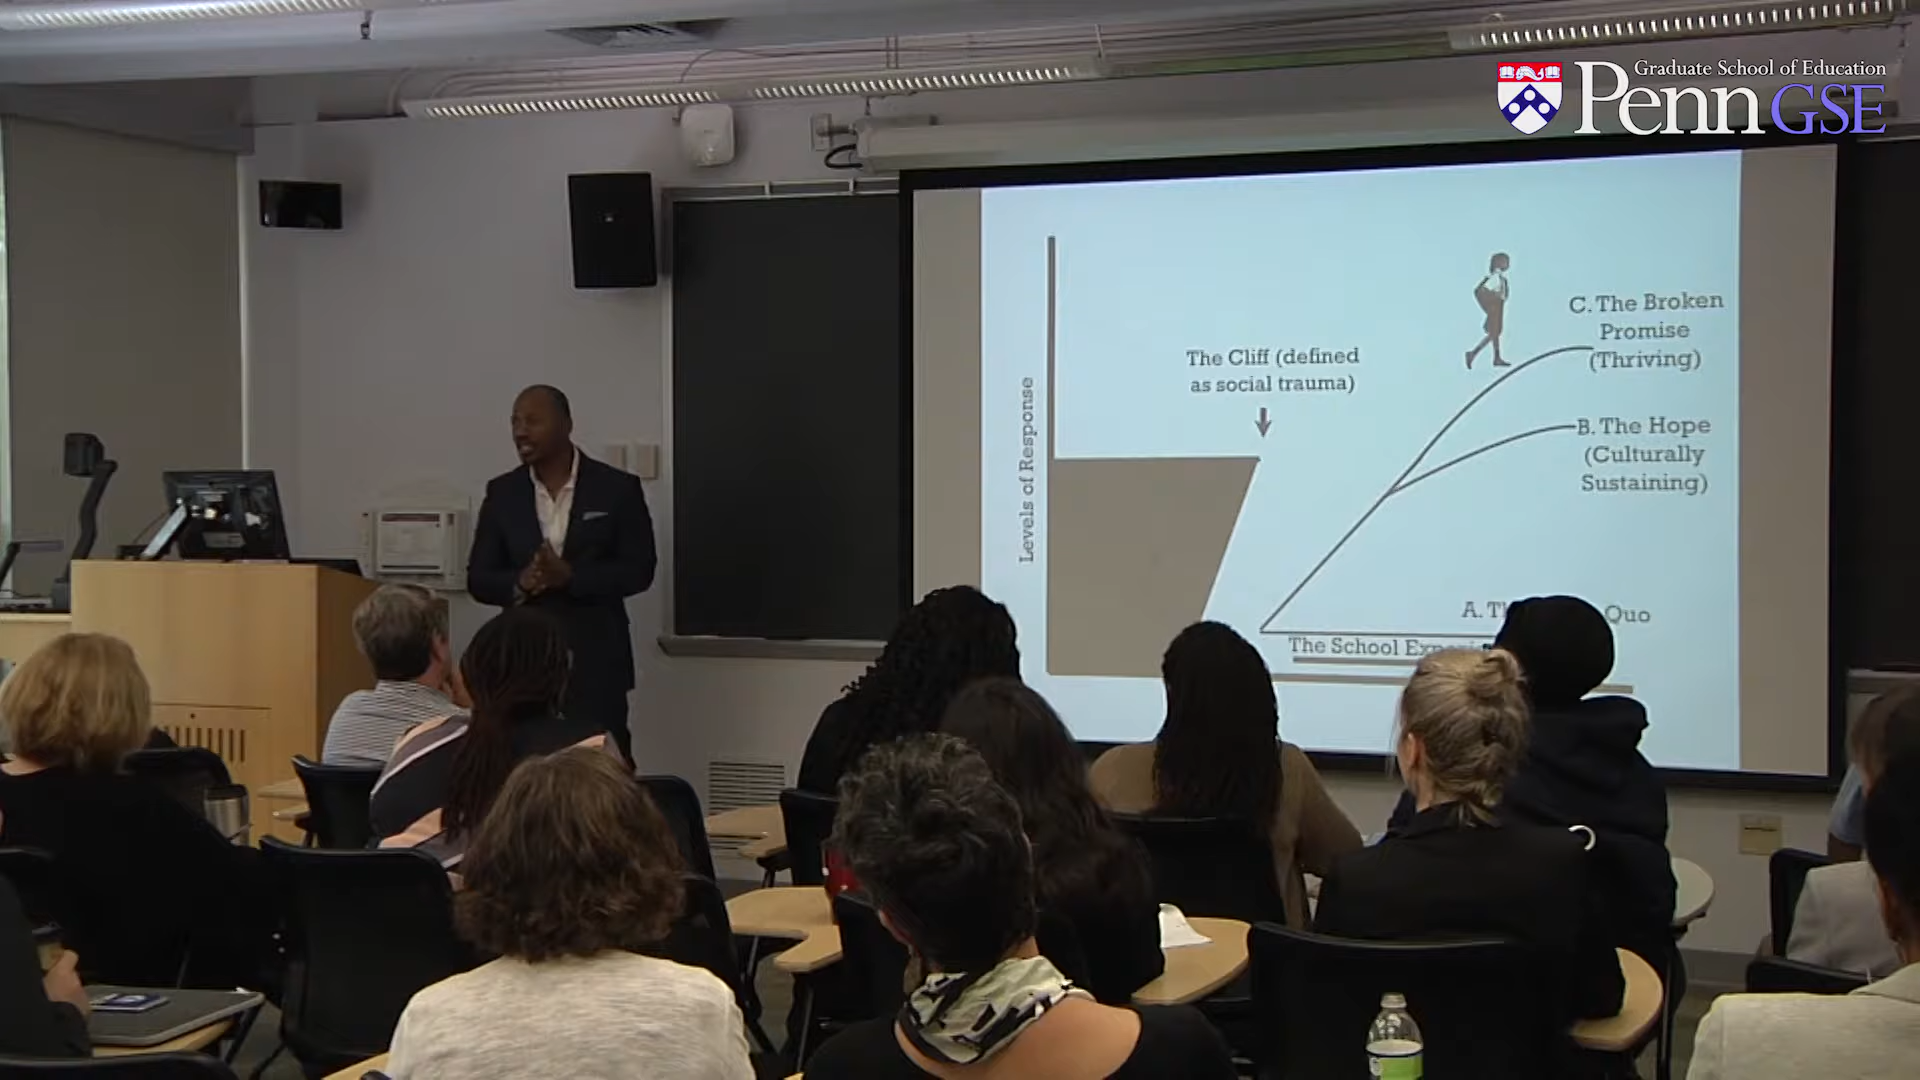 Graduate School of Education
Penn GSE
C. The Broken
Promise
(Thriving)
The Cliff (defined
as social trauma)
B. The Hope
(Culturally
Sustaining)
Levels of Response
A. Quo
The School